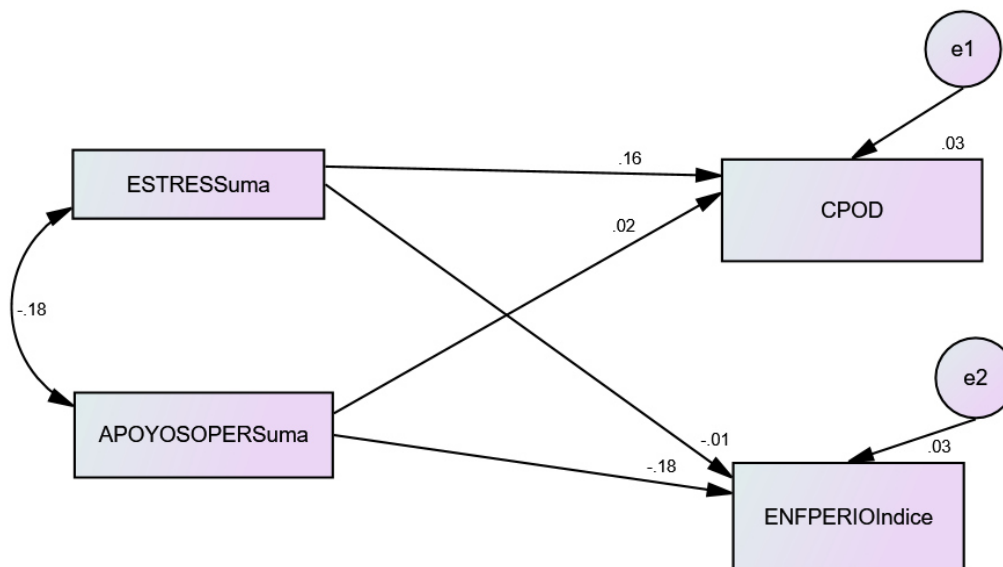 e1
.03
.16
ESTRESSuma
CPOD
.02
-.18
e2
APOYOSOPERSuma
-.01
.03
-.18
ENFPERIOIndice